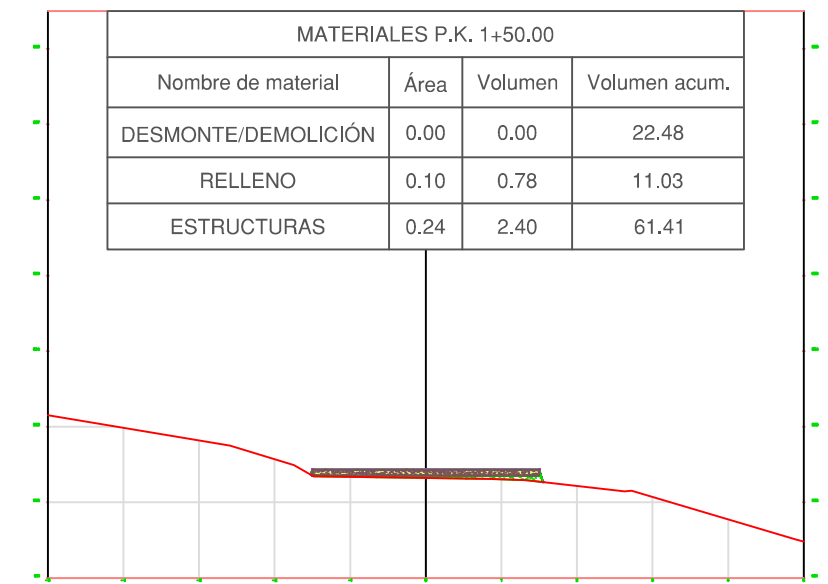 MATERIALES P.K. 1+50.00
Nombre de material Área Volumen Volumen acum.
DESMONTE/DEMOLICIÓN 0.00 0.00 22.48
RELLENO 0.10 0.78 11.03
ESTRUCTURAS 0.24 2.40 61.41